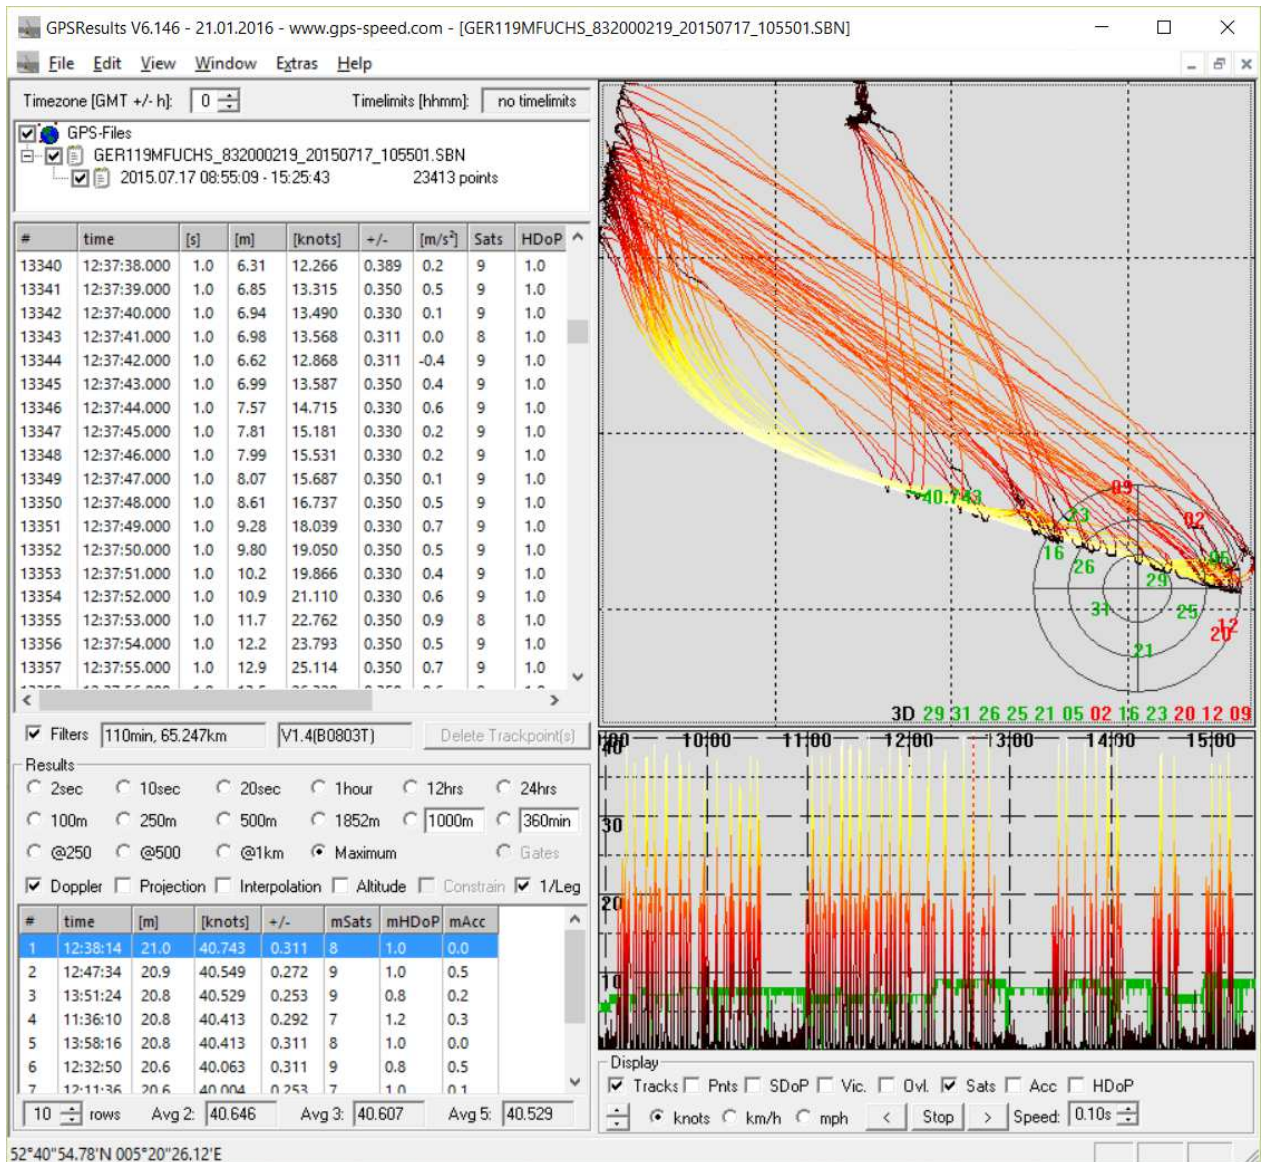 GPSResults V6.146 - 21.01.2016 - www.gps-speed.com - [GER119MFUCHS_832000219_20150717_105501.SBN]
File Edit View Window Extras Help
Timezone [GMT +/- h]: 0 Timelimits [hhmm]: no timelimits
GPS-Files
GER119MFUCHS_832000219_20150717_105501.SBN
2015.07.17 08:55:09 - 15:25:43 23413 points
# time [s] [m] [knots] +/- [m/s²] Sats HDoP
13340 12:37:38.000 1.0 6.31 12.266 0.389 0.2 9 1.0
13341 12:37:39.000 1.0 6.85 13.315 0.350 0.5 9 1.0
13342 12:37:40.000 1.0 6.94 13.490 0.330 0.1 9 1.0
13343 12:37:41.000 1.0 6.98 13.568 0.311 0.0 8 1.0
13344 12:37:42.000 1.0 6.62 12.868 0.311 -0.4 9 1.0
13345 12:37:43.000 1.0 6.99 13.587 0.350 0.4 9 1.0
13346 12:37:44.000 1.0 7.57 14.715 0.330 0.6 9 1.0
13347 12:37:45.000 1.0 7.81 15.181 0.330 0.2 9 1.0
13348 12:37:46.000 1.0 7.99 15.531 0.330 0.2 9 1.0
13349 12:37:47.000 1.0 8.07 15.687 0.350 0.1 9 1.0
13350 12:37:48.000 1.0 8.61 16.737 0.350 0.5 9 1.0
13351 12:37:49.000 1.0 9.28 18.039 0.330 0.7 9 1.0
13352 12:37:50.000 1.0 9.80 19.050 0.350 0.5 9 1.0
13353 12:37:51.000 1.0 10.2 19.866 0.330 0.4 9 1.0
13354 12:37:52.000 1.0 10.9 21.110 0.330 0.6 9 1.0
13355 12:37:53.000 1.0 11.7 22.762 0.350 0.9 8 1.0
13356 12:37:54.000 1.0 12.2 23.793 0.350 0.5 9 1.0
13357 12:37:55.000 1.0 12.9 25.114 0.350 0.7 9 1.0
Filters 110min, 65.247km V1.4(B0803T) Delete Trackpoint(s)
Results
2sec 10sec 20sec 1hour 12hrs 24hrs
100m 250m 500m 1852m 1000m 360min
@250 @500 @1km Maximum Gates
Doppler Projection Interpolation Altitude Constrain 1/Leg
# time [m] [knots] +/- mSats mHDoP mAcc
1 12:38:14 21.0 40.743 0.311 8 1.0 0.0
2 12:47:34 20.9 40.549 0.272 9 1.0 0.5
3 13:51:24 20.8 40.529 0.253 9 0.8 0.2
4 11:36:10 20.8 40.413 0.292 7 1.2 0.3
5 13:58:16 20.8 40.413 0.311 8 1.0 0.0
6 12:32:50 20.6 40.063 0.311 9 0.8 0.5
7 12:11:36 20.6 40.004 0.253 7 1.0 0.1
10 rows Avg 2: 40.646 Avg 3: 40.607 Avg 5: 40.529
52°40"54.78'N 005°20"26.12'E
40.743
09
23
02
16
26
05
29
31
25
12
20
21
3D 29 31 26 25 21 05 02 16 23 20 12 09
10:00 11:00 12:00 13:00 14:00 15:00
40
30
20
10
Display
Tracks Pnts SDoP Vic. Ovl. Sats Acc HDoP
knots km/h mph < Stop > Speed: 0.10s